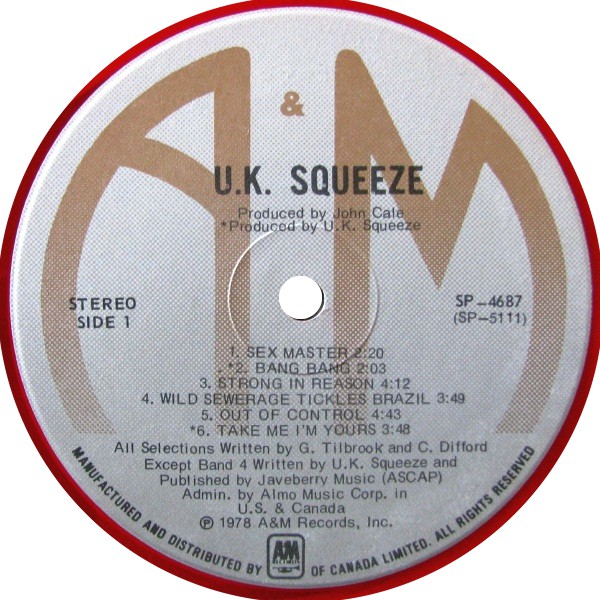 A & M
U.K. SQUEEZE
Produced by John Cale
*Produced by U.K. Squeeze
STEREO
SIDE 1
SP-4687
(SP-5111)
1. SEX MASTER 2:20
*2. BANG BANG 2:03
3. STRONG IN REASON 4:12
4. WILD SEWERAGE TICKLES BRAZIL 3:49
5. OUT OF CONTROL 4:43
*6. TAKE ME I'M YOURS 3:48
All Selections Written by G. Tilbrook and C. Difford
Except Band 4 Written by U.K. Squeeze and
Published by Javeberry Music (ASCAP)
Admin. by Almo Music Corp. in
U.S. & Canada
℗ 1978 A&M Records, Inc.
MANUFACTURED AND DISTRIBUTED BY A&M RECORDS OF CANADA LIMITED. ALL RIGHTS RESERVED